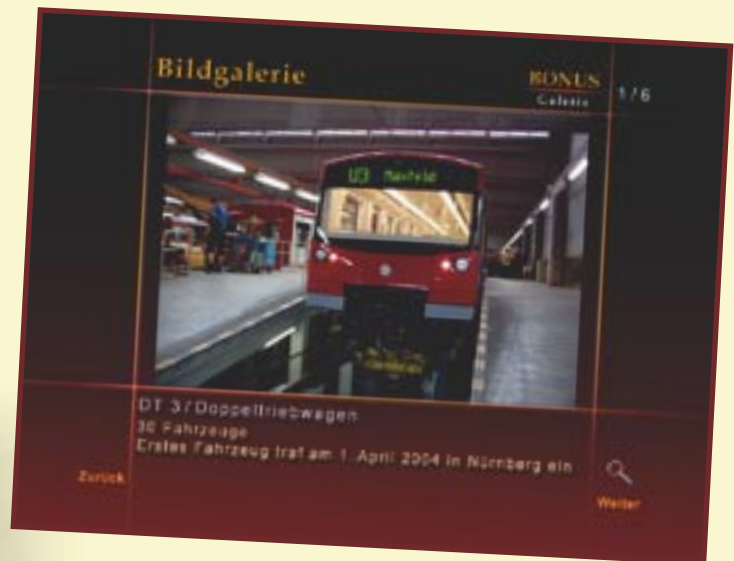 Bildgalerie
BONUS
Galerie
1/6
U3 Maxfeld
DT 3 / Doppeltriebwagen
36 Fahrzeuge
Erstes Fahrzeug traf am 1. April 2004 in Nürnberg ein
Zurück
Weiter